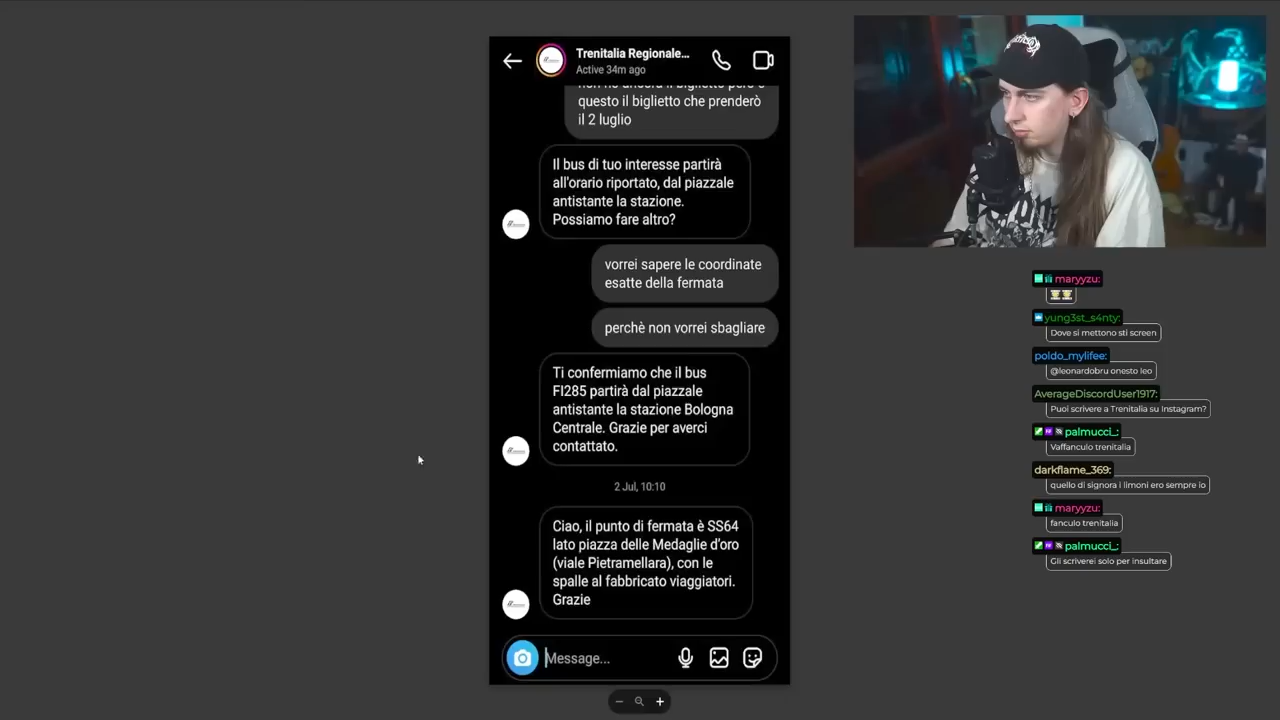 Trenitalia Regionale...
Active 34m ago
questo il biglietto che prenderò
il 2 luglio
Il bus di tuo interesse partirà
all'orario riportato, dal piazzale
antistante la stazione.
Possiamo fare altro?
vorrei sapere le coordinate
esatte della fermata
perchè non vorrei sbagliare
Ti confermiamo che il bus
FI285 partirà dal piazzale
antistante la stazione Bologna
Centrale. Grazie per averci
contattato.
2 Jul, 10:10
Ciao, il punto di fermata è SS64
lato piazza delle Medaglie d'oro
(viale Pietramellara), con le
spalle al fabbricato viaggiatori.
Grazie
Message...
maryyzu:
yung3st_s4nty:
Dove si mettono sti screen
poldo_mylifee:
@leonardobru onesto leo
AverageDiscordUser1917:
Puoi scrivere a Trenitalia su Instagram?
palmucci_:
Vaffanculo trenitalia
darkflame_369:
quello di signora i limoni ero sempre io
maryyzu:
fanculo trenitalia
palmucci_:
Gli scriverei solo per insultare